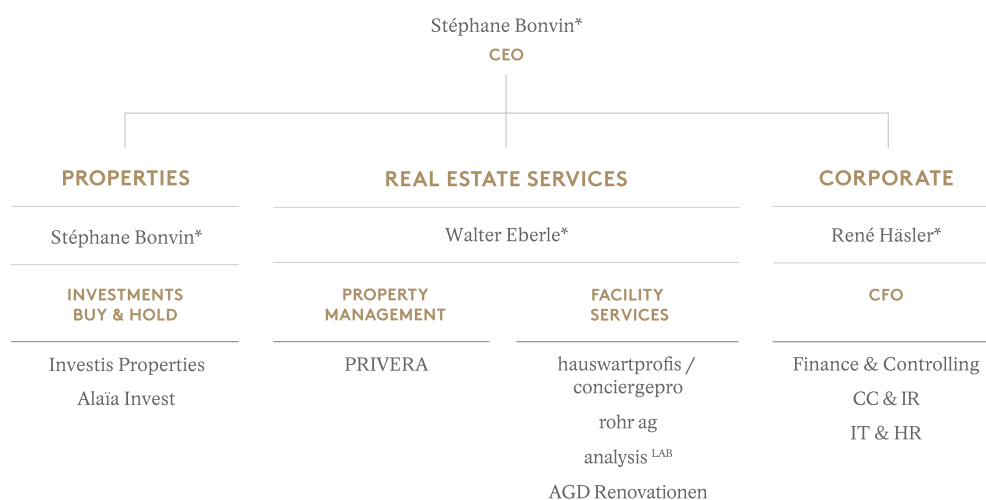 Stéphane Bonvin*
CEO
PROPERTIES
Stéphane Bonvin*
INVESTMENTS
BUY & HOLD
Investis Properties
Alaïa Invest
REAL ESTATE SERVICES
Walter Eberle*
PROPERTY
MANAGEMENT
PRIVERA
FACILITY
SERVICES
hauswartprofis /
conciergepro
rohr ag
analysis LAB
AGD Renovationen
CORPORATE
René Häsler*
CFO
Finance & Controlling
CC & IR
IT & HR